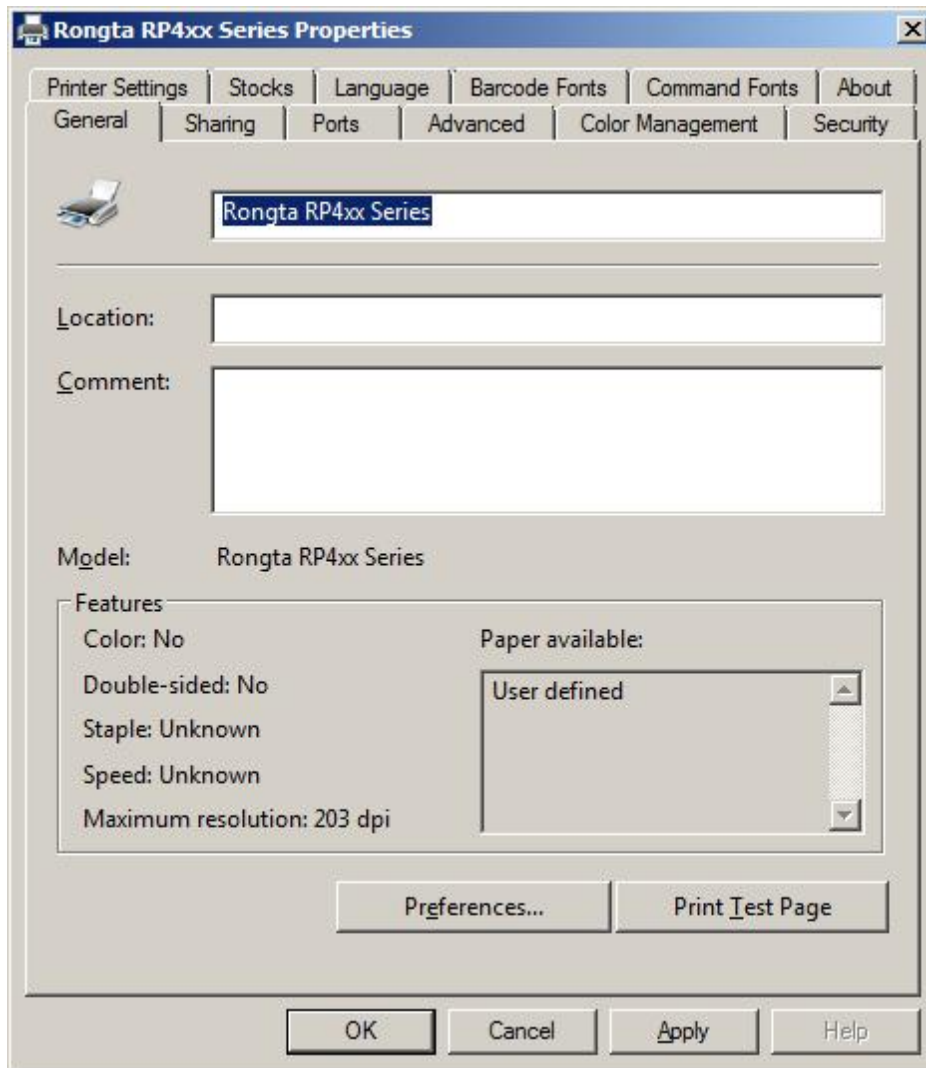 Rongta RP4xx Series Properties
Printer Settings Stocks Language Barcode Fonts Command Fonts About
General Sharing Ports Advanced Color Management Security
Rongta RP4xx Series
Location:
Comment:
Model: Rongta RP4xx Series
Features
Color: No Paper available:
Double-sided: No User defined
Staple: Unknown
Speed: Unknown
Maximum resolution: 203 dpi
Preferences... Print Test Page
OK Cancel Apply Help